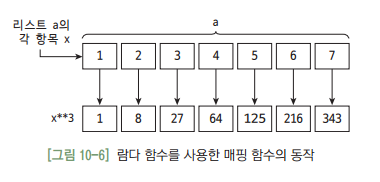 리스트 a의
각 항목 x
a
1 2 3 4 5 6 7
x**3 1 8 27 64 125 216 343
[그림 10-6] 람다 함수를 사용한 매핑 함수의 동작